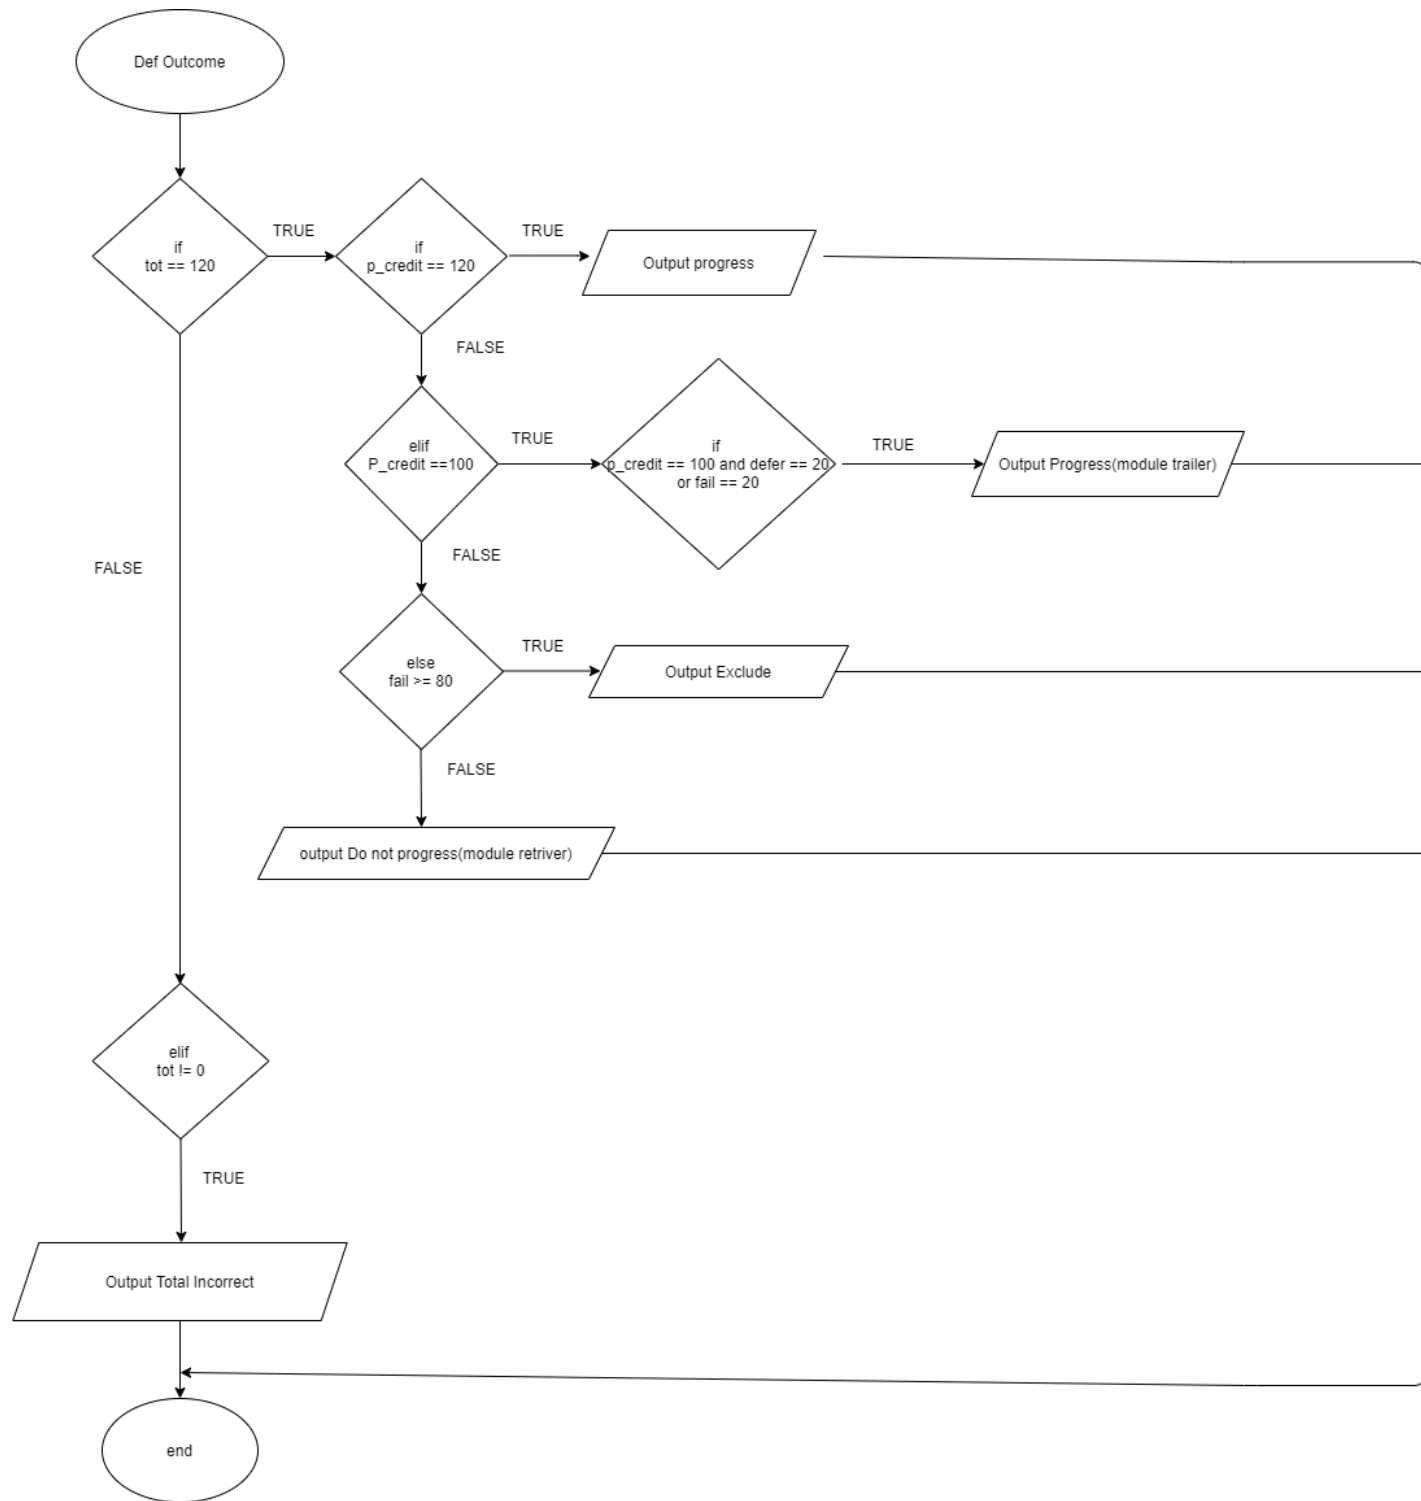 Def Outcome
if
tot == 120
TRUE
if
p_credit == 120
TRUE
Output progress
FALSE
elif
P_credit ==100
TRUE
if
p_credit == 100 and defer == 20
or fail == 20
TRUE
Output Progress(module trailer)
FALSE
FALSE
else
fail >= 80
TRUE
Output Exclude
FALSE
output Do not progress(module retriver)
elif
tot != 0
TRUE
Output Total Incorrect
end